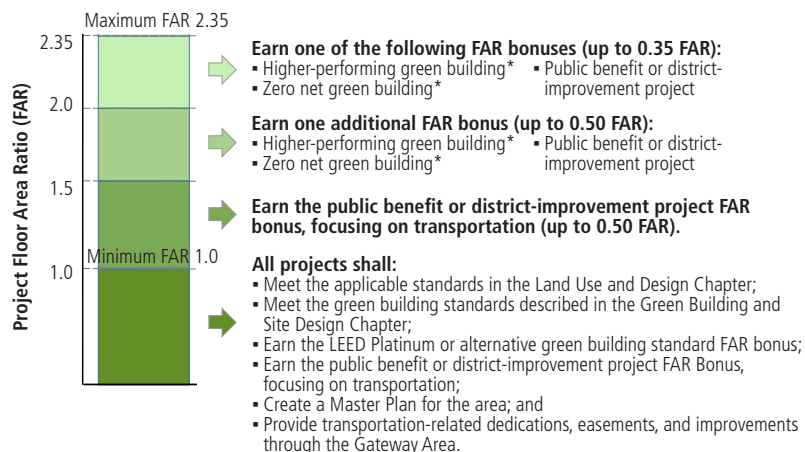 Maximum FAR 2.35
2.35
2.0
1.5
Minimum FAR 1.0
1.0
Project Floor Area Ratio (FAR)
Earn one of the following FAR bonuses (up to 0.35 FAR):
▪ Higher-performing green building* ▪ Public benefit or district-
▪ Zero net green building* improvement project
Earn one additional FAR bonus (up to 0.50 FAR):
▪ Higher-performing green building* ▪ Public benefit or district-
▪ Zero net green building* improvement project
Earn the public benefit or district-improvement project FAR
bonus, focusing on transportation (up to 0.50 FAR).
All projects shall:
▪ Meet the applicable standards in the Land Use and Design Chapter;
▪ Meet the green building standards described in the Green Building and
Site Design Chapter;
▪ Earn the LEED Platinum or alternative green building standard FAR bonus;
▪ Earn the public benefit or district-improvement project FAR Bonus,
focusing on transportation;
▪ Create a Master Plan for the area; and
▪ Provide transportation-related dedications, easements, and improvements
through the Gateway Area.